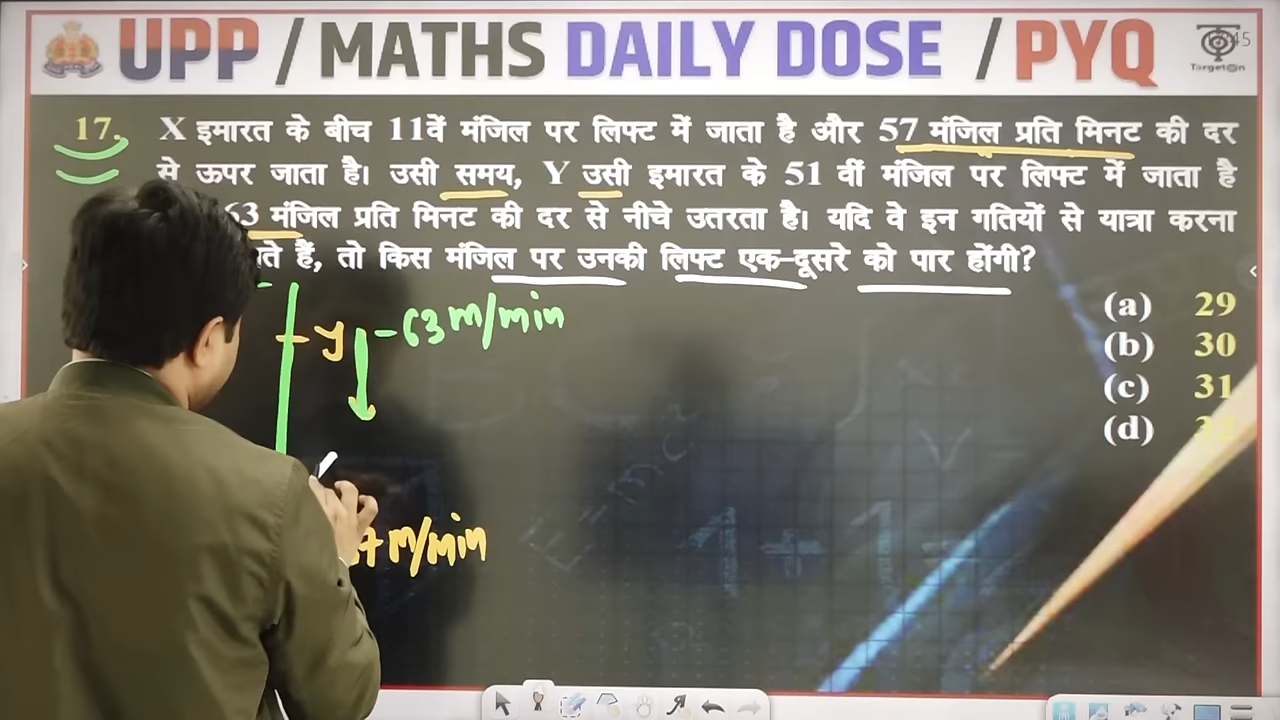 UPP / MATHS DAILY DOSE / PYQ
45
Target@n
17. X इमारत के बीच 11वें मंजिल पर लिफ्ट में जाता है और 57 मंजिल प्रति मिनट की दर
से ऊपर जाता है। उसी समय, Y उसी इमारत के 51 वीं मंजिल पर लिफ्ट में जाता है
63 मंजिल प्रति मिनट की दर से नीचे उतरता है। यदि वे इन गतियों से यात्रा करना
हैं, तो किस मंजिल पर उनकी लिफ्ट एक–दूसरे को पार होंगी?
(a) 29
(b) 30
(c) 31
(d)
y - 63 m/min
m/min